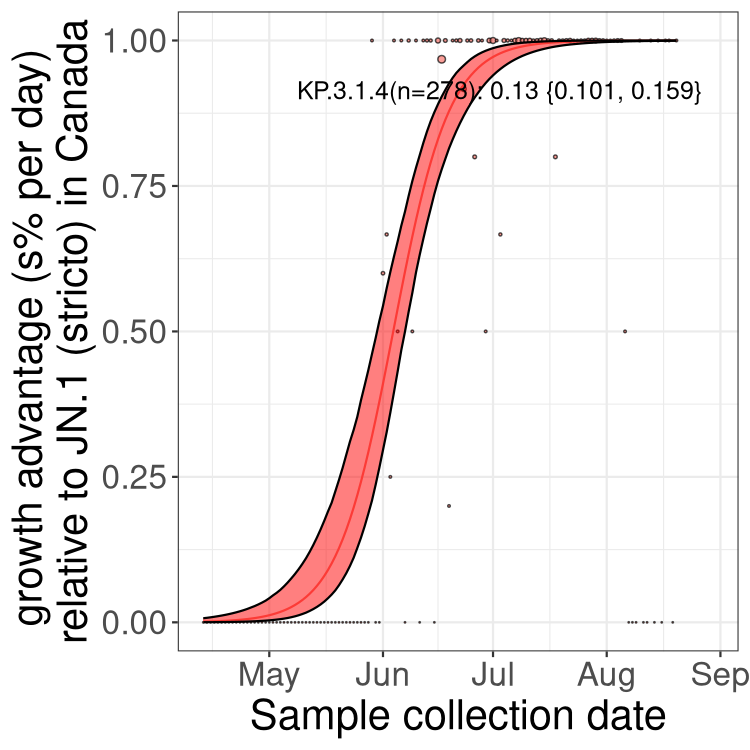 growth advantage (s% per day)
relative to JN.1 (stricto) in Canada
1.00
0.75
0.50
0.25
0.00
KP.3.1.4(n=278): 0.13 {0.101, 0.159}
May Jun Jul Aug Sep
Sample collection date